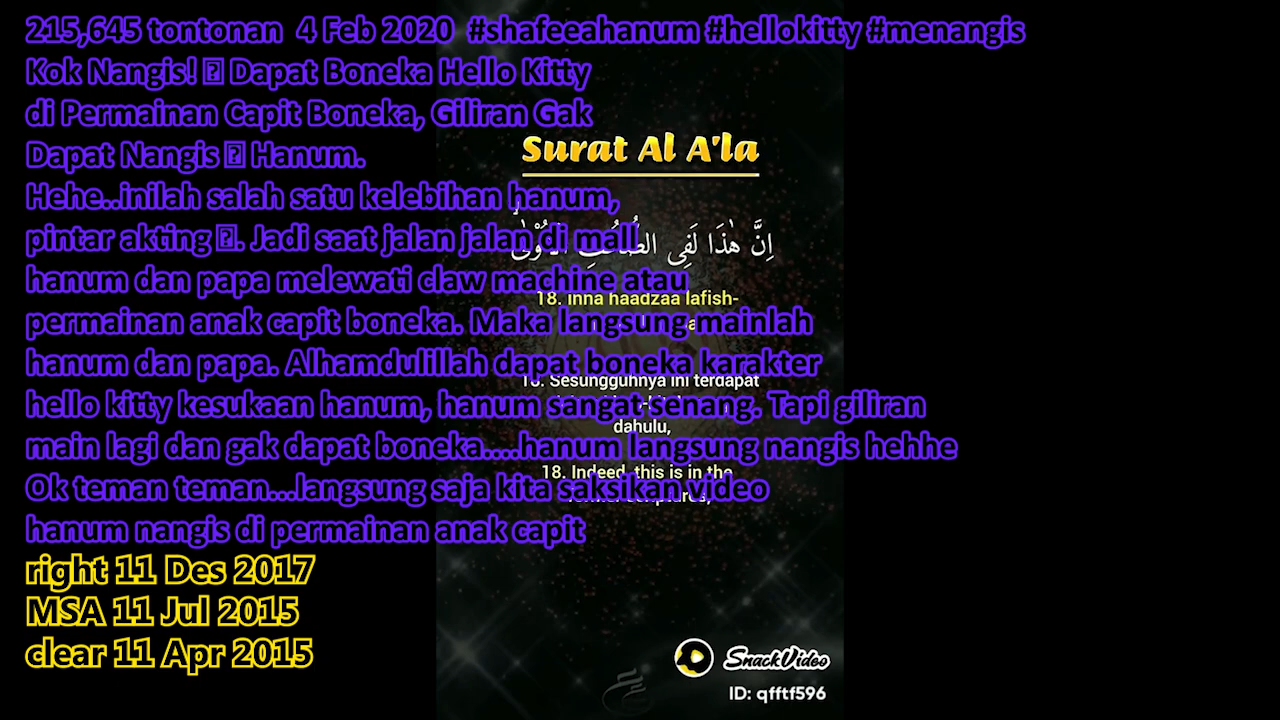 215,645 tontonan 4 Feb 2020 #shafeeahanum #hellokitty #menangis
Kok Nangis! Dapat Boneka Hello Kitty
di Permainan Capit Boneka, Giliran Gak
Dapat Nangis Hanum.
Hehe..inilah salah satu kelebihan hanum,
pintar akting . Jadi saat jalan jalan di mall
hanum dan papa melewati claw machine atau
permainan anak capit boneka. Maka langsung mainlah
hanum dan papa. Alhamdulillah dapat boneka karakter
hello kitty kesukaan hanum, hanum sangat senang. Tapi giliran
main lagi dan gak dapat boneka....hanum langsung nangis hehhe
Ok teman teman...langsung saja kita saksikan video
hanum nangis di permainan anak capit
right 11 Des 2017
MSA 11 Jul 2015
clear 11 Apr 2015
Surat Al A'la
اِنَّ هٰذَا لَفِى
18. Inna haadzaa lafish-
18. Sesungguhnya ini terdapat
dahulu,
18. Indeed, this is in the
former scriptures,
SnackVideo
ID: qfftf596